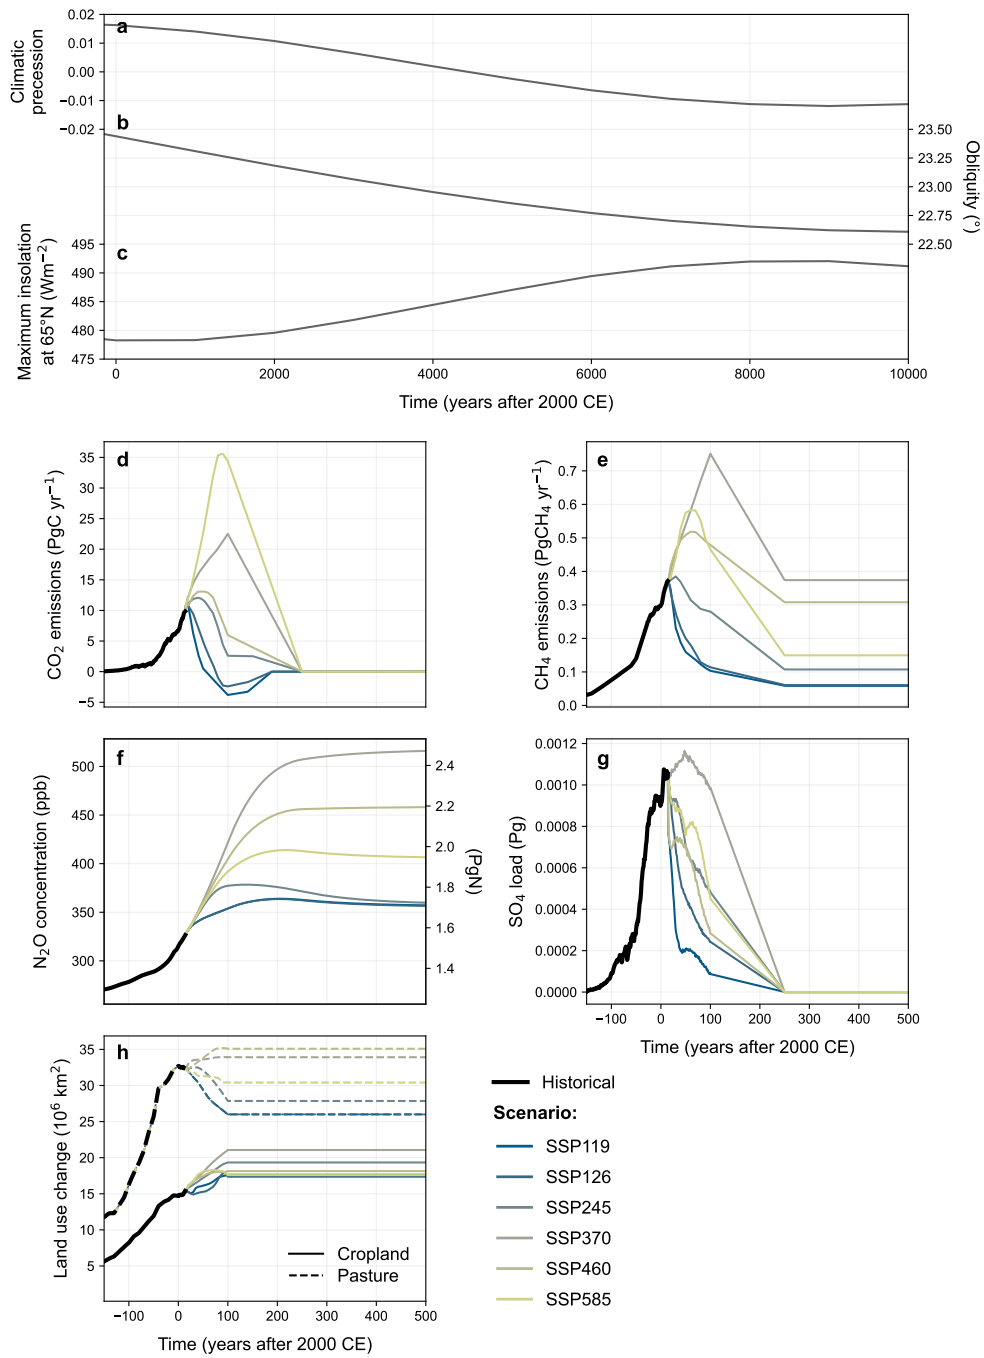 a
0.02
0.01
0.00
−0.01
−0.02
Climatic
precession
b
23.50
23.25
23.00
22.75
22.50
Obliquity (°)
c
495
490
485
480
475
Maximum insolation
at 65°N (Wm−2)
0 2000 4000 6000 8000 10000
Time (years after 2000 CE)
d
35
30
25
20
15
10
5
0
−5
CO2 emissions (PgC yr−1)
e
0.7
0.6
0.5
0.4
0.3
0.2
0.1
0.0
CH4 emissions (PgCH4 yr−1)
f
500
450
400
350
300
N2O concentration (ppb)
2.4
2.2
2.0
1.8
1.6
1.4
(PgN)
g
0.0012
0.0010
0.0008
0.0006
0.0004
0.0002
0.0000
SO4 load (Pg)
−100 0 100 200 300 400 500
Time (years after 2000 CE)
h
35
30
25
20
15
10
5
Land use change (10⁶ km²)
Cropland
Pasture
−100 0 100 200 300 400 500
Time (years after 2000 CE)
Historical
Scenario:
SSP119
SSP126
SSP245
SSP370
SSP460
SSP585